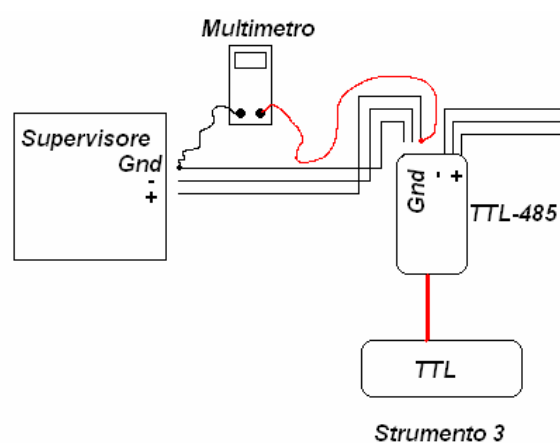 Multimetro
Supervisore
Gnd
-
+
Gnd
- +
TTL-485
TTL
Strumento 3